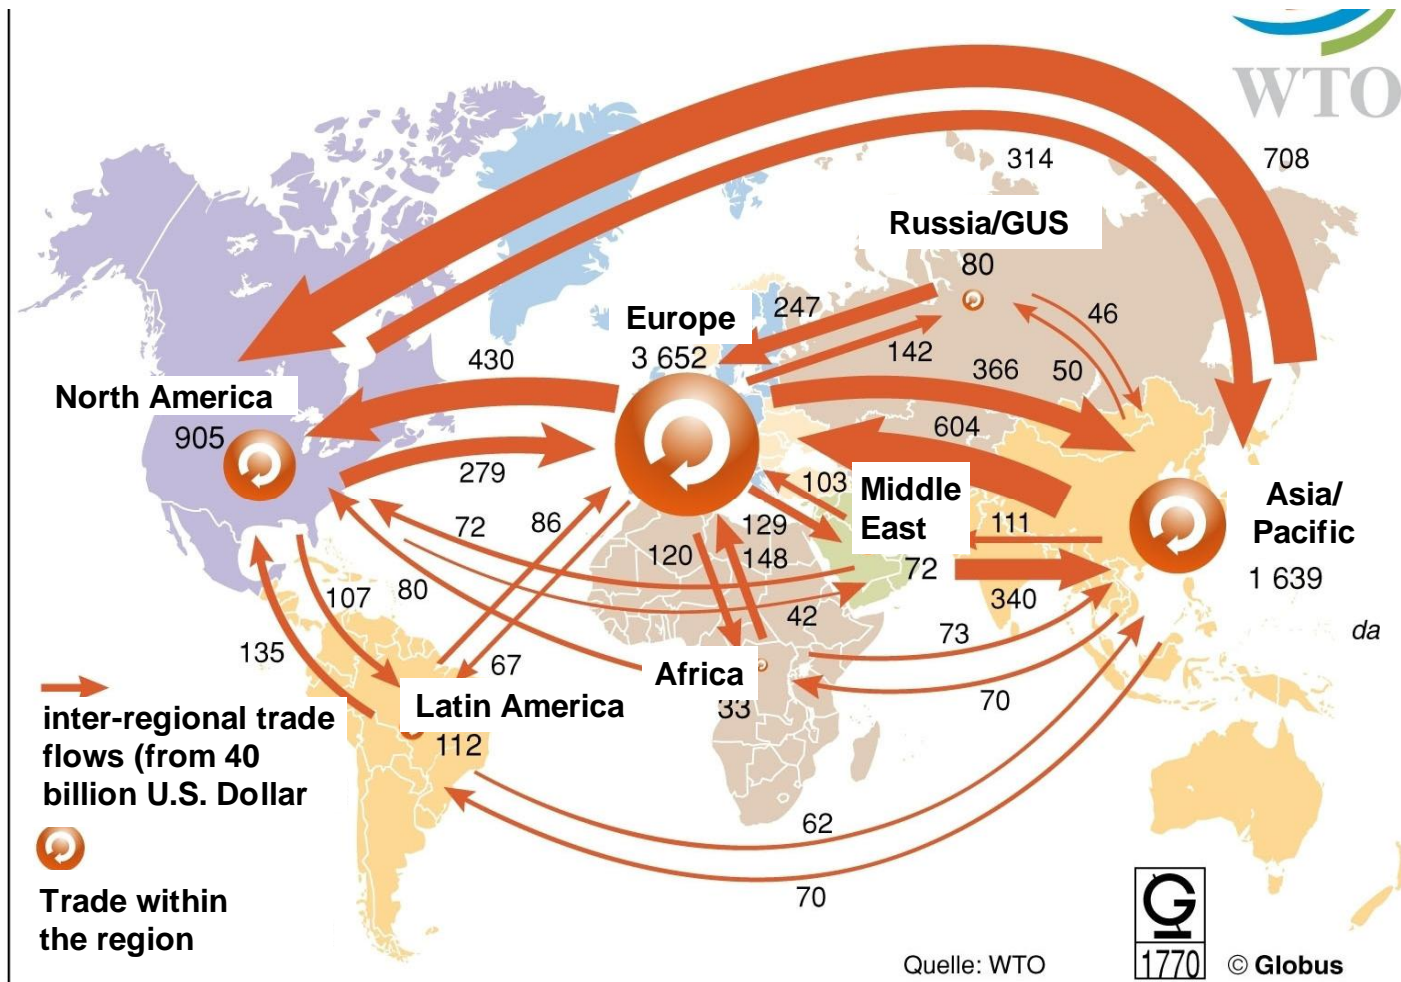 WTO
314
708
Russia/GUS
80
247
46
Europe
3 652
142
366
50
430
North America
905
604
279
103
Middle
East
Asia/
Pacific
72
86
129
111
120
148
72
1 639
107
80
42
340
73
da
135
67
Africa
33
70
inter-regional trade
flows (from 40
billion U.S. Dollar
Latin America
112
62
70
Trade within
the region
G
1770
Quelle: WTO
© Globus